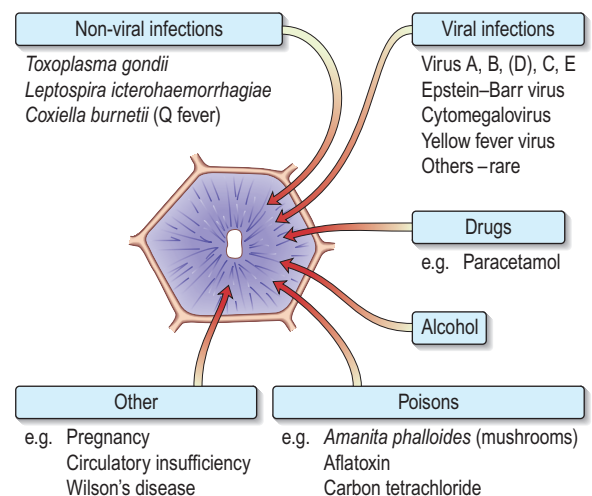 Non-viral infections
Toxoplasma gondii
Leptospira icterohaemorrhagiae
Coxiella burnetii (Q fever)
Viral infections
Virus A, B, (D), C, E
Epstein–Barr virus
Cytomegalovirus
Yellow fever virus
Others – rare
Drugs
e.g. Paracetamol
Alcohol
Other
e.g. Pregnancy
Circulatory insufficiency
Wilson's disease
Poisons
e.g. Amanita phalloides (mushrooms)
Aflatoxin
Carbon tetrachloride